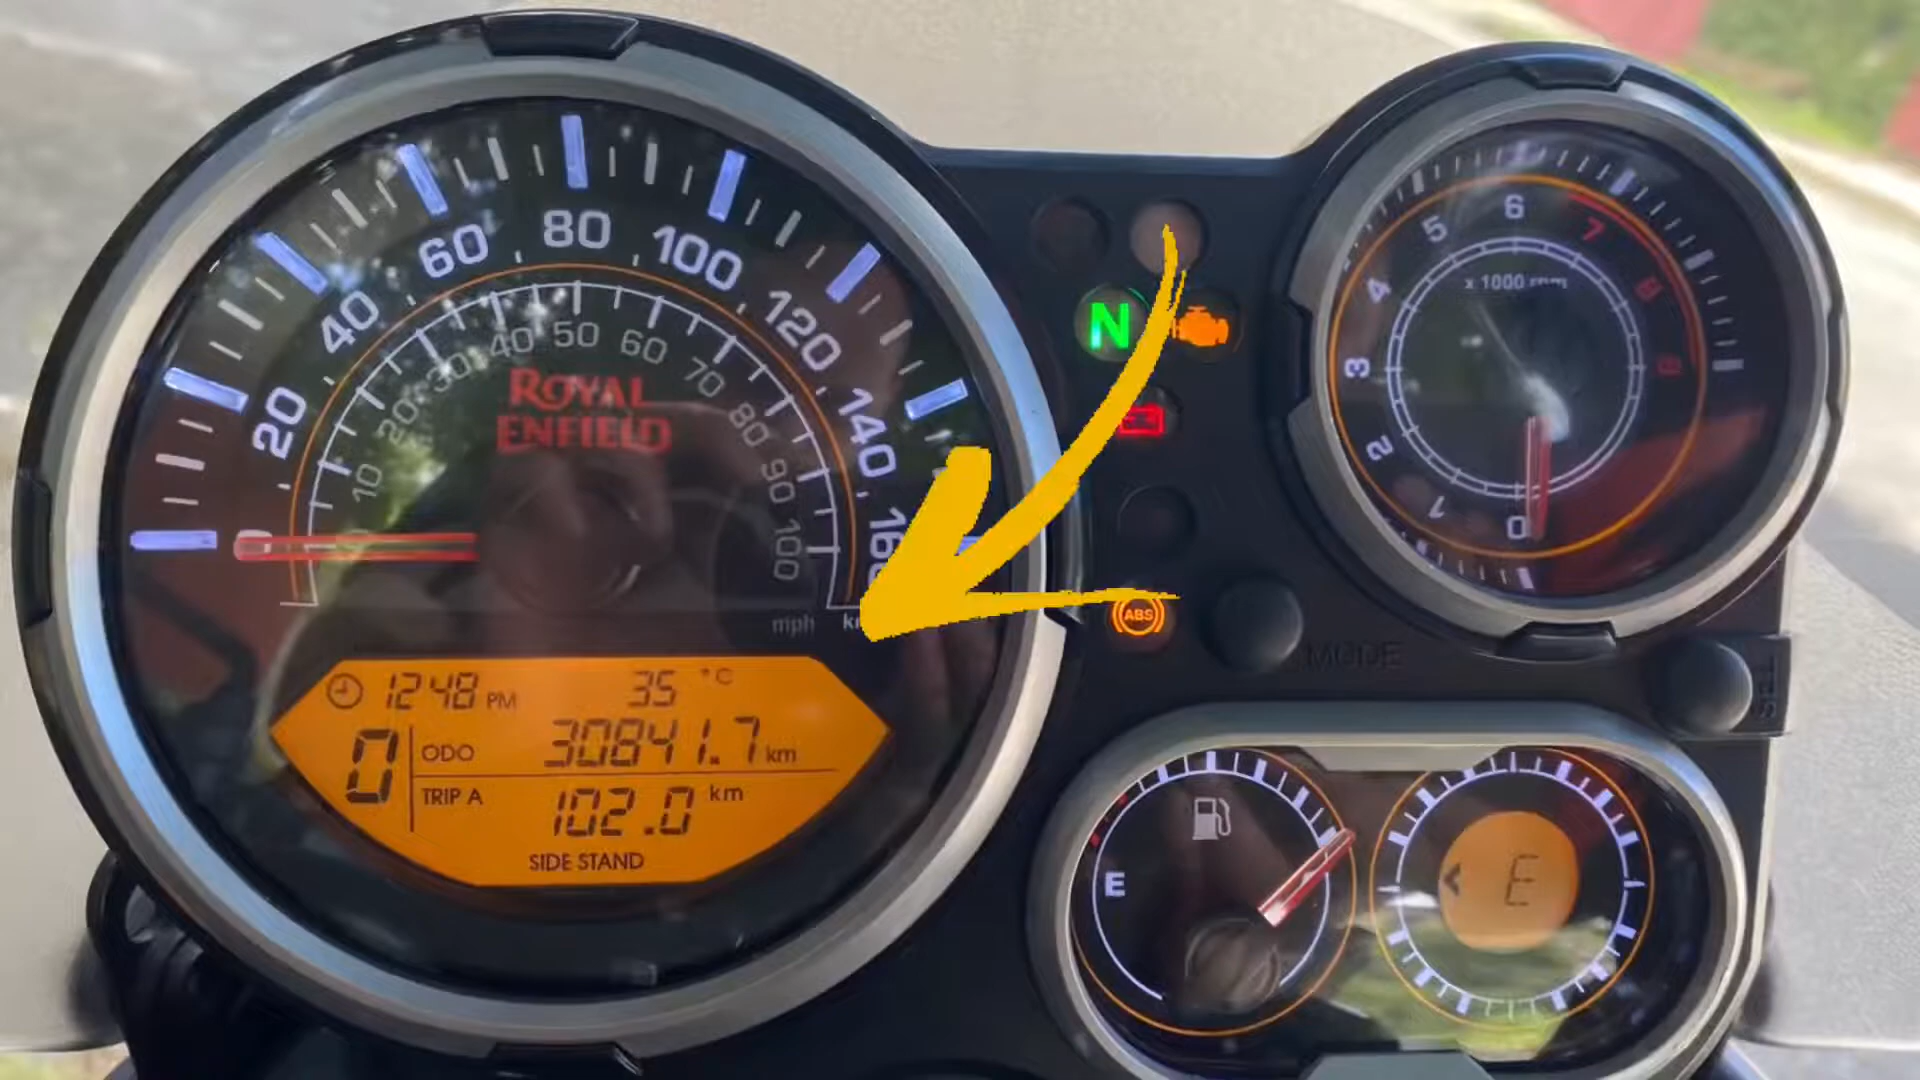 20 40 60 80 100 120 140
10 20 30 40 50 60 70 80 90 100
ROYAL
ENFIELD
mph
12:48 PM 35 °C
0 ODO 30841.7 km
TRIP A 102.0 km
SIDE STAND
N
ABS
MODE
0 1 2 3 4 5 6 7 8 9
x 1000 rpm
E
E